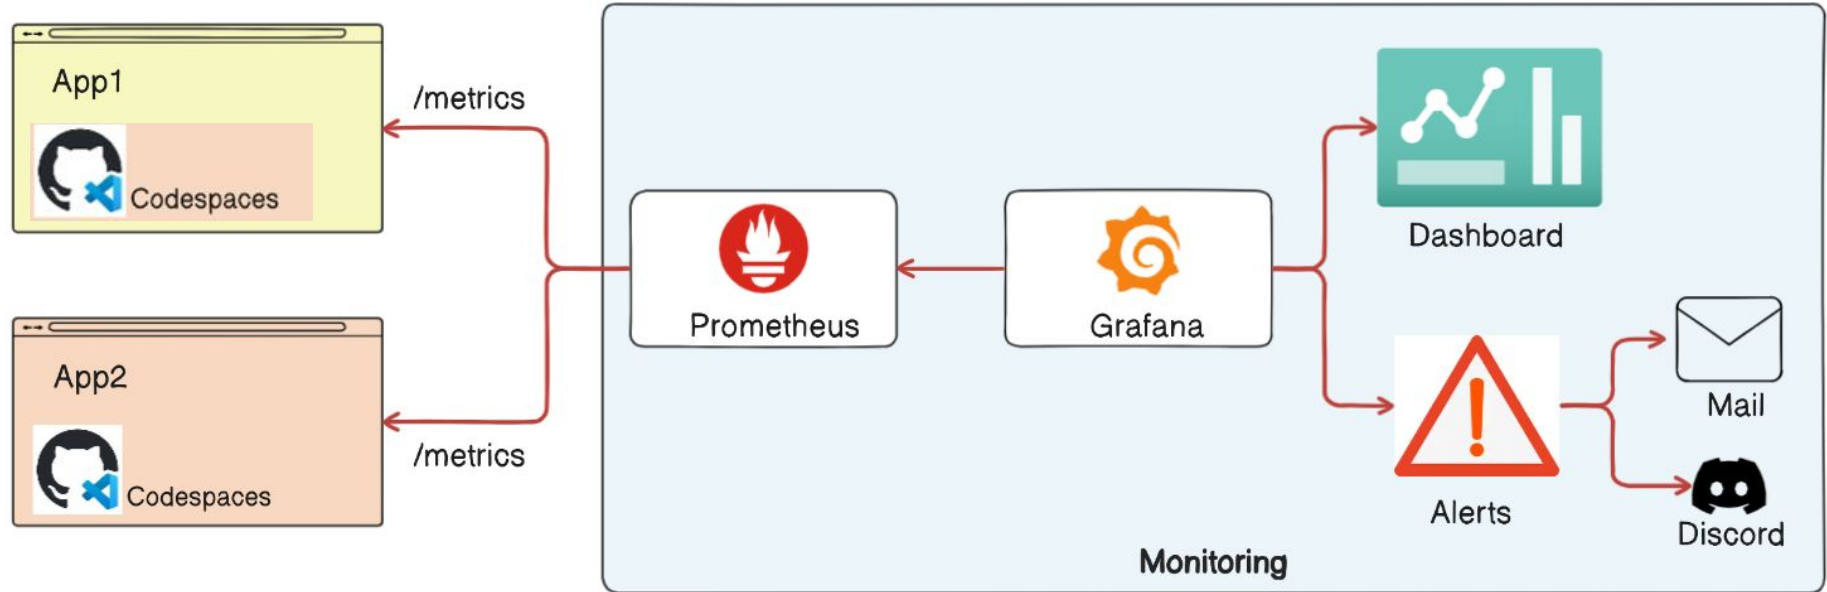 App1
Codespaces
/metrics
App2
Codespaces
/metrics
Prometheus
Grafana
Dashboard
Alerts
Mail
Discord
Monitoring